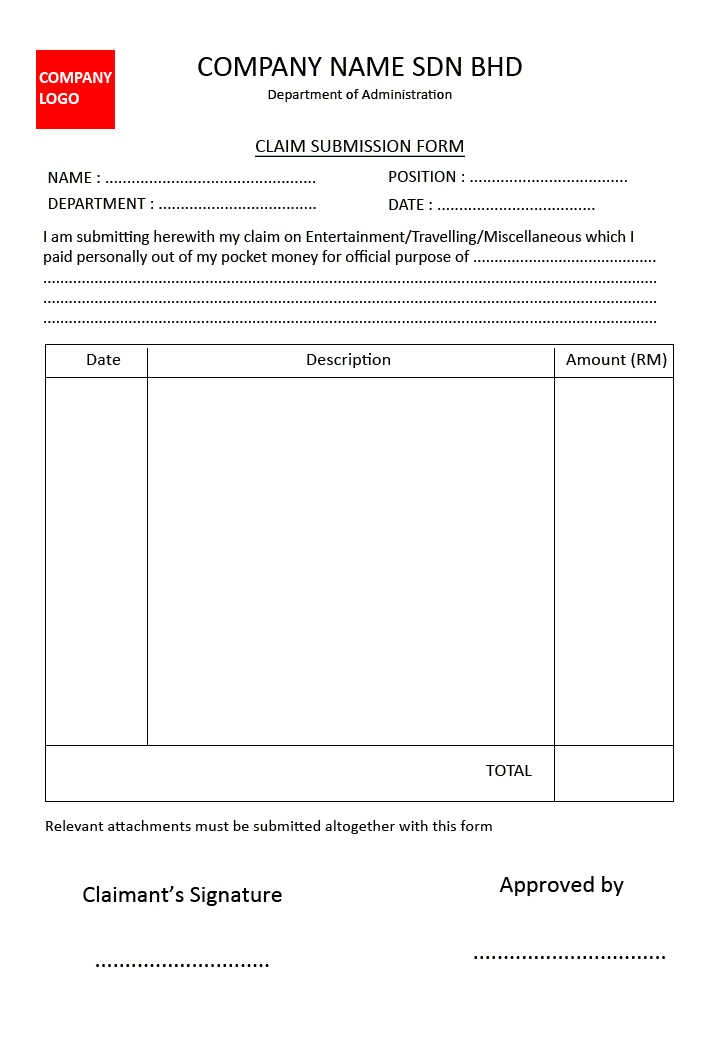 COMPANY
LOGO
COMPANY NAME SDN BHD
Department of Administration
CLAIM SUBMISSION FORM
NAME : ................................................
POSITION : ....................................
DEPARTMENT : ....................................
DATE : ....................................
I am submitting herewith my claim on Entertainment/Travelling/Miscellaneous which I
paid personally out of my pocket money for official purpose of ..........................................
............................................................................................................................................
............................................................................................................................................
............................................................................................................................................
Date Description Amount (RM)
TOTAL
Relevant attachments must be submitted altogether with this form
Claimant’s Signature
Approved by
.............................
................................